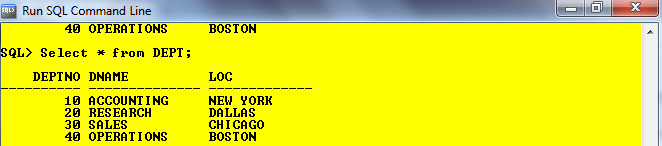 Run SQL Command Line
40 OPERATIONS BOSTON
SQL> Select * from DEPT;
DEPTNO DNAME LOC
---------- -------------- -------------
10 ACCOUNTING NEW YORK
20 RESEARCH DALLAS
30 SALES CHICAGO
40 OPERATIONS BOSTON